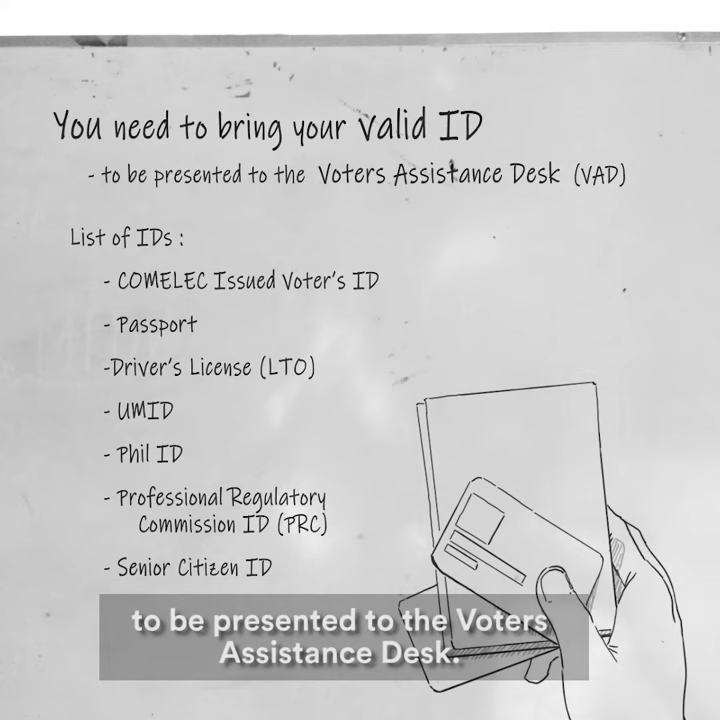 You need to bring your valid ID
- to be presented to the Voters Assistance Desk (VAD)
List of IDs :
- COMELEC Issued Voter's ID
- Passport
-Driver's License (LTO)
- UMID
- Phil ID
- Professional Regulatory
Commission ID (PRC)
- Senior Citizen ID
to be presented to the Voters
Assistance Desk.